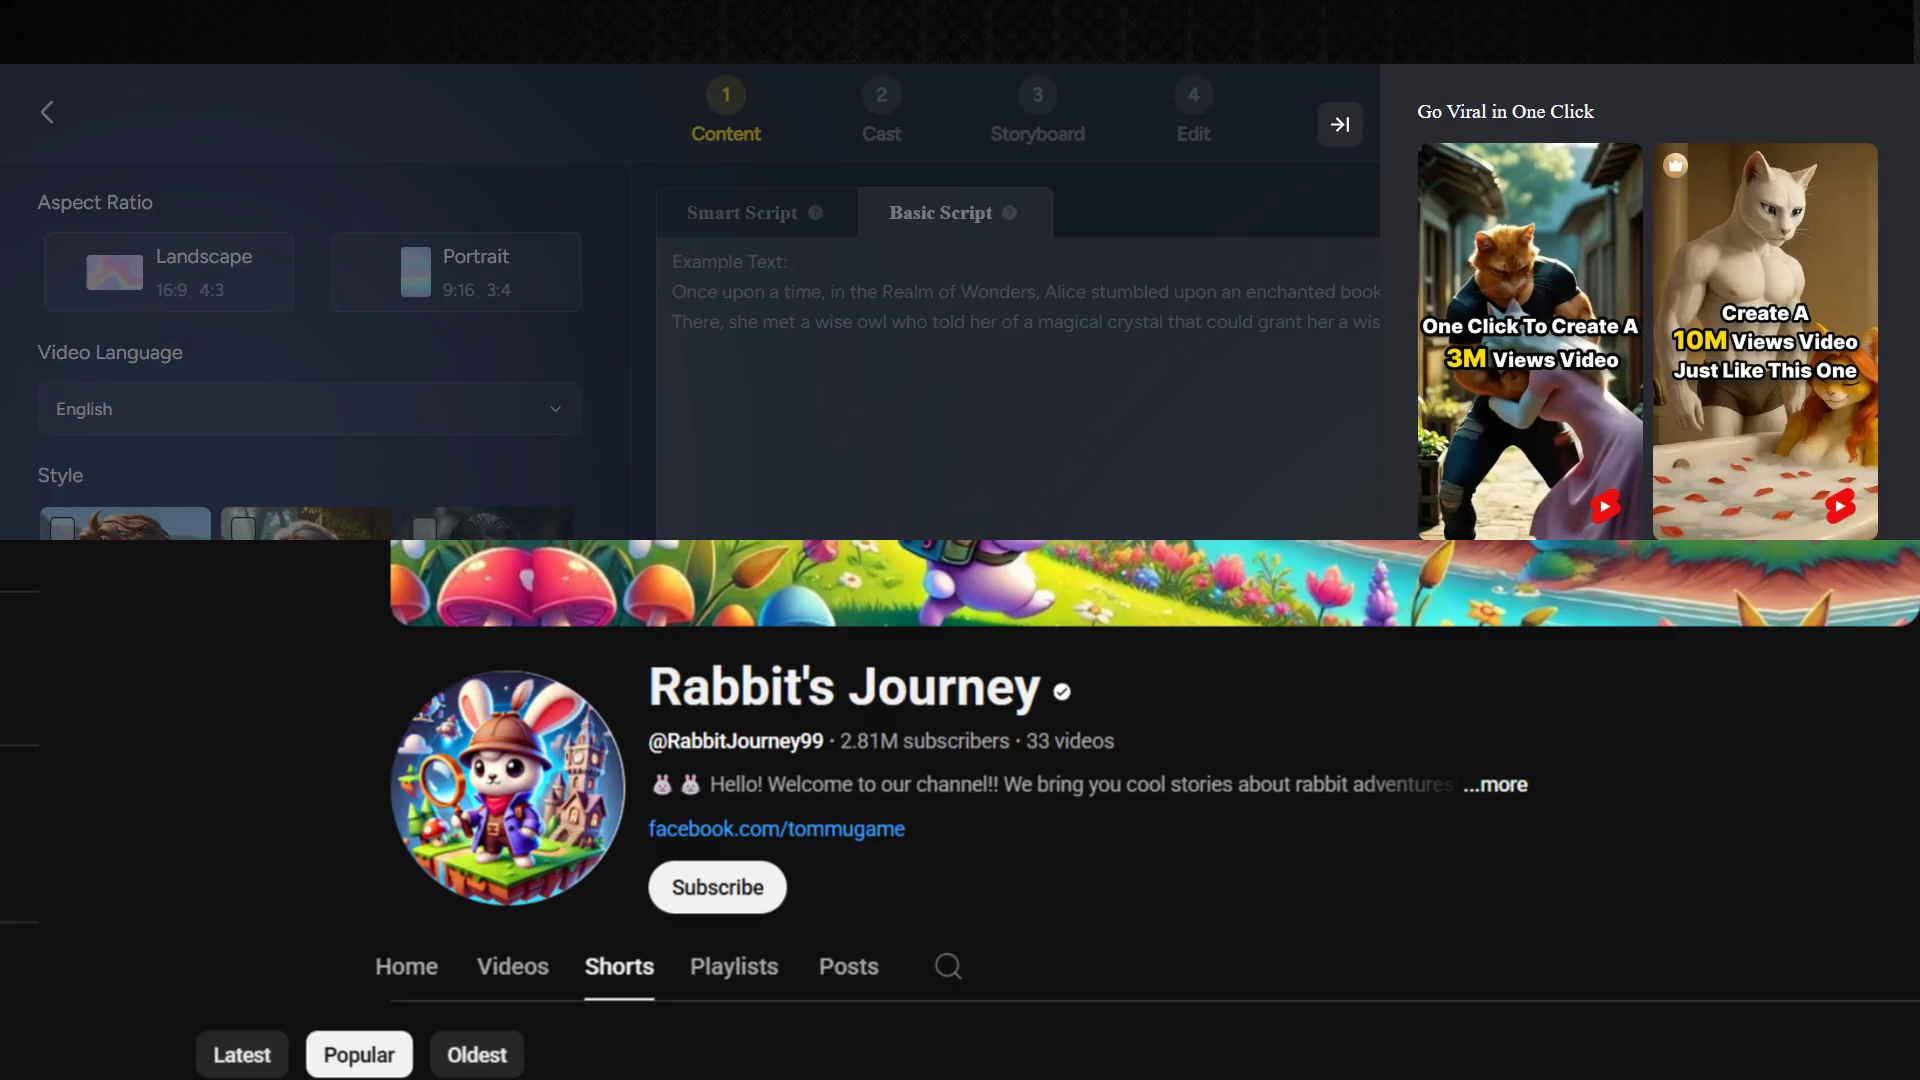 1
Content
2
Cast
3
Storyboard
4
Edit
Go Viral in One Click
Aspect Ratio
Landscape
16:9、4:3
Portrait
9:16、3:4
Video Language
English
Style
Smart Script ?
Basic Script ?
Example Text:
Once upon a time, in the Realm of Wonders, Alice stumbled upon an enchanted book
There, she met a wise owl who told her of a magical crystal that could grant her a wis
One Click To Create A
3M Views Video
Create A
10M Views Video
Just Like This One
Rabbit's Journey
@RabbitJourney99 · 2.81M subscribers · 33 videos
🐰 🐰 Hello! Welcome to our channel!! We bring you cool stories about rabbit adventures ...more
facebook.com/tommugame
Subscribe
Home Videos Shorts Playlists Posts
Latest Popular Oldest